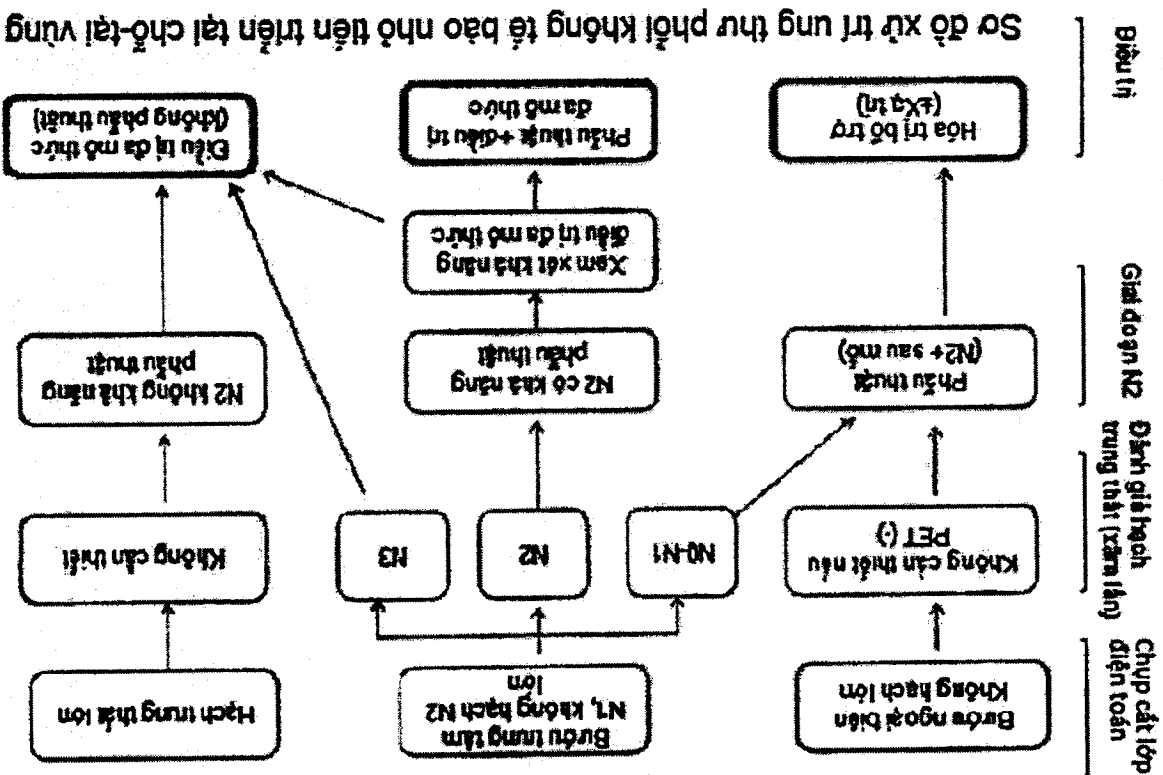 Chụp cắt lớp
điện toán
Bướu ngoại biên
Không hạch lớn
Bướu trung tâm
N1, không hạch N2
lớn
Hạch trung thất lớn
Đánh giá hạch
trung thất (xâm lấn)
Không cần thiết nếu
PET (-)
N0-N1
N2
N3
Không cần thiết
Giai đoạn N2
Phẫu thuật
(N2+ sau mổ)
N2 có khả năng
phẫu thuật
N2 không khả năng
phẫu thuật
Xem xét khả năng
điều trị đa mô thức
Điều trị
Hóa trị bổ trợ
(±Xạ trị)
Phẫu thuật +điều trị
đa mô thức
Điều trị đa mô thức
(không phẫu thuật)
Sơ đồ xử trí ung thư phổi không tế bào nhỏ tiến triển tại chỗ-tại vùng